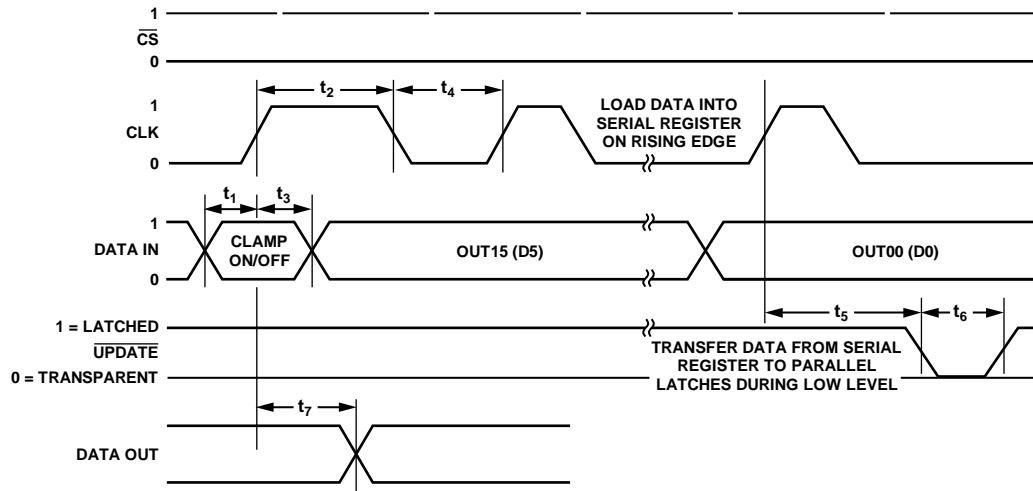 1
CS
0
t2
t4
1
CLK
0
LOAD DATA INTO
SERIAL REGISTER
ON RISING EDGE
t1
t3
1
DATA IN
0
CLAMP
ON/OFF
OUT15 (D5)
OUT00 (D0)
t5
t6
1 = LATCHED
UPDATE
0 = TRANSPARENT
TRANSFER DATA FROM SERIAL
REGISTER TO PARALLEL
LATCHES DURING LOW LEVEL
t7
DATA OUT